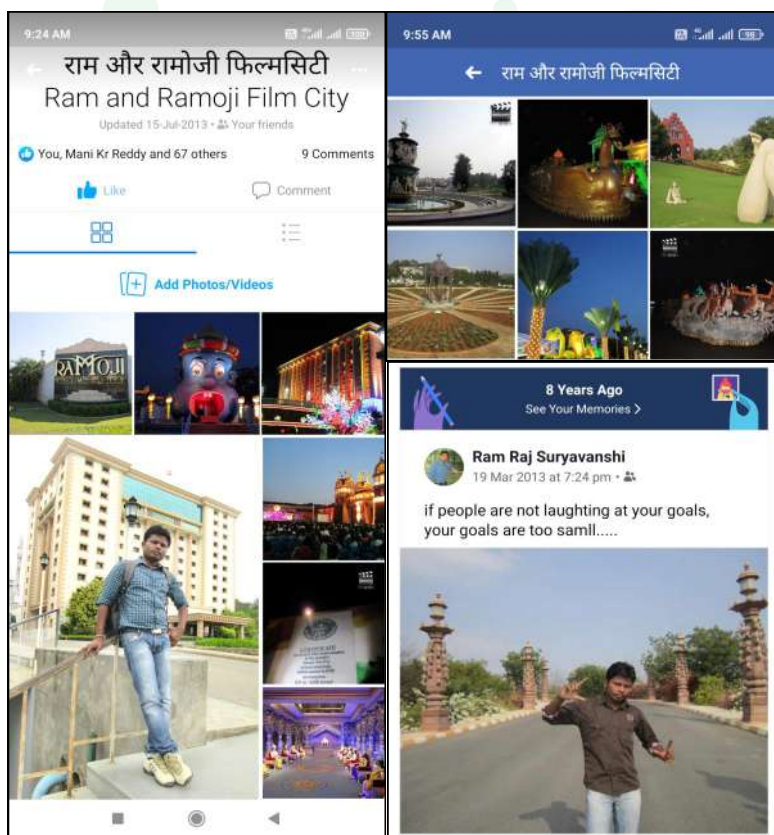 9:24 AM
100
राम और रामोजी फिल्मसिटी
Ram and Ramoji Film City
Updated 15-Jul-2013 • Your friends
You, Mani Kr Reddy and 67 others
9 Comments
Like
Comment
Add Photos/Videos
RAMOJI
9:55 AM
98
राम और रामोजी फिल्मसिटी
8 Years Ago
See Your Memories >
Ram Raj Suryavanshi
19 Mar 2013 at 7:24 pm •
if people are not laughting at your goals,
your goals are too samll.....